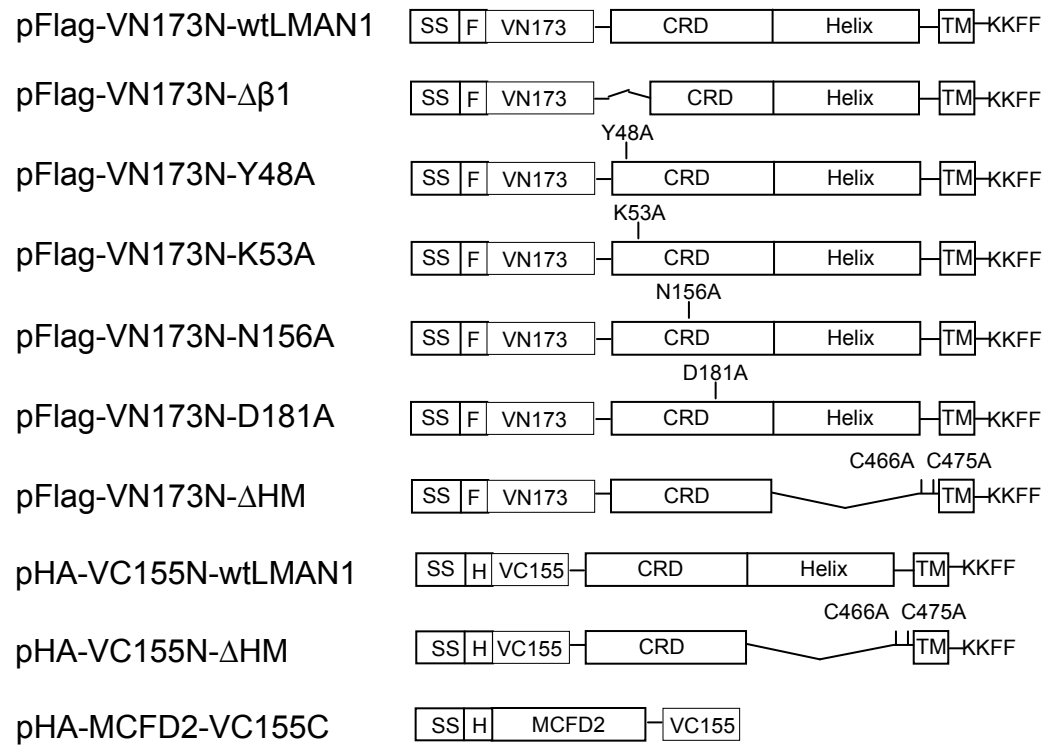 pFlag-VN173N-wtLMAN1 SS F VN173 CRD Helix TM KKFF
pFlag-VN173N-Δβ1 SS F VN173 CRD Helix TM KKFF
Y48A
pFlag-VN173N-Y48A SS F VN173 CRD Helix TM KKFF
K53A
pFlag-VN173N-K53A SS F VN173 CRD Helix TM KKFF
N156A
pFlag-VN173N-N156A SS F VN173 CRD Helix TM KKFF
D181A
pFlag-VN173N-D181A SS F VN173 CRD Helix TM KKFF
C466A C475A
pFlag-VN173N-ΔHM SS F VN173 CRD TM KKFF
pHA-VC155N-wtLMAN1 SS H VC155 CRD Helix TM KKFF
C466A C475A
pHA-VC155N-ΔHM SS H VC155 CRD TM KKFF
pHA-MCFD2-VC155C SS H MCFD2 VC155